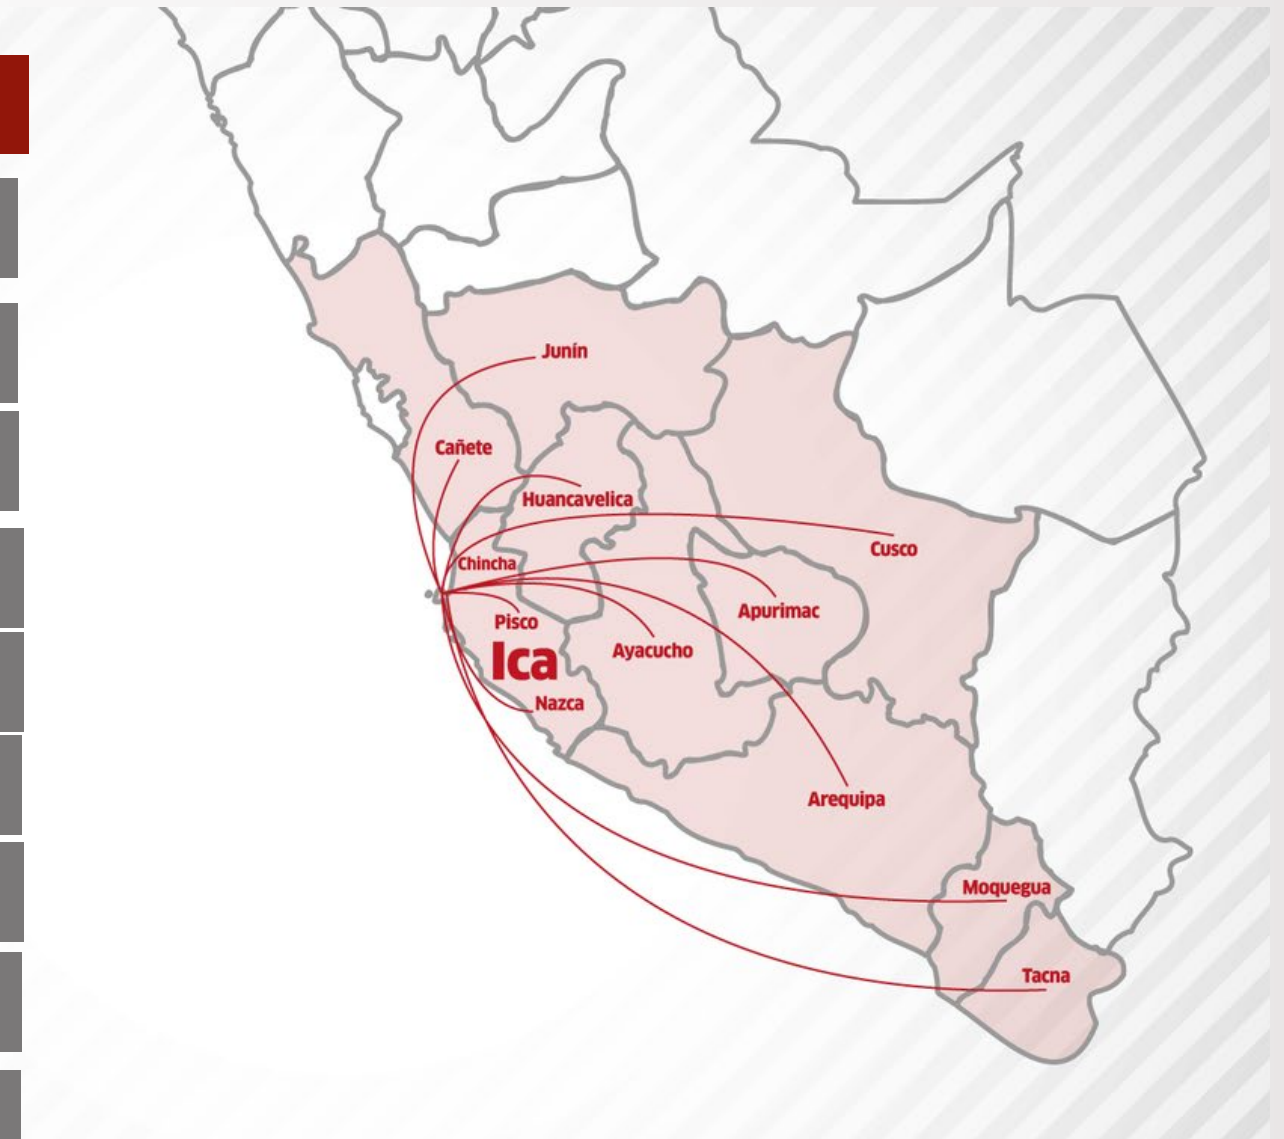 Junín
Cañete
Huancavelica
Cusco
Chincha
Apurimac
Pisco
Ayacucho
Ica
Nazca
Arequipa
Moquegua
Tacna